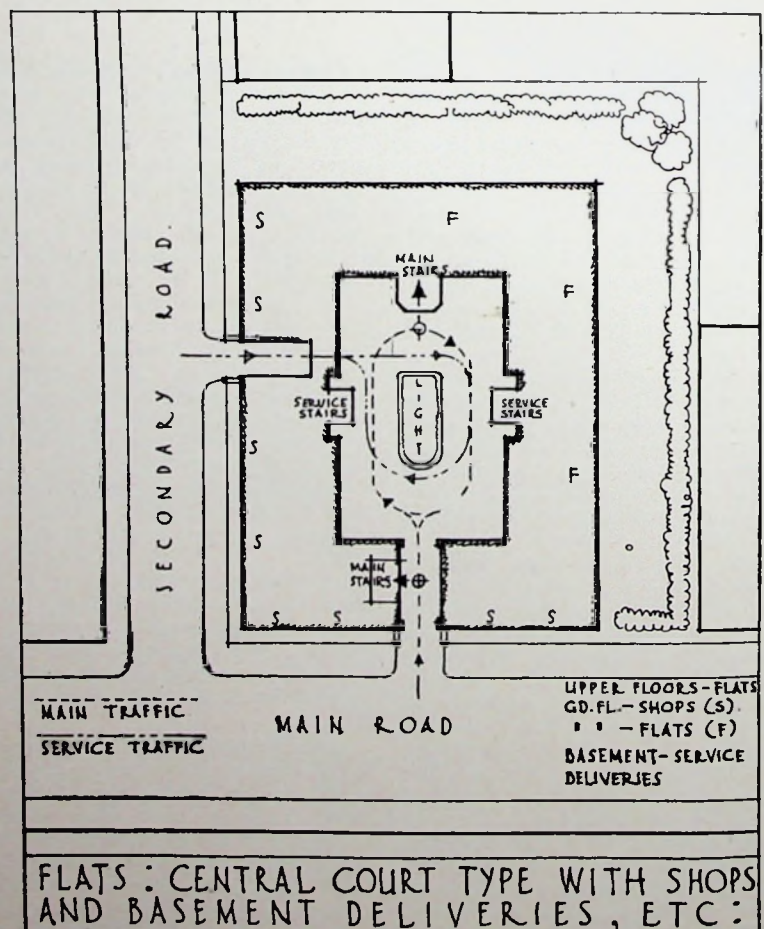 SECONDARY ROAD.
S
F
MAIN
STAIRS
S
F
SERVICE
STAIRS
LIGHT
SERVICE
STAIRS
S
F
S
MAIN
STAIRS
S
S
S
S
MAIN TRAFFIC
SERVICE TRAFFIC
MAIN ROAD
UPPER FLOORS-FLATS
GD. FL.-SHOPS (S).
" " - FLATS (F)
BASEMENT-SERVICE
DELIVERIES
FLATS : CENTRAL COURT TYPE WITH SHOPS
AND BASEMENT DELIVERIES, ETC: